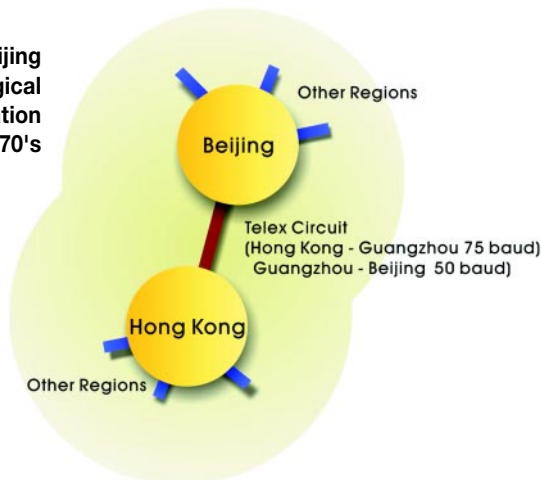 ijing
gical
ation
70's
Other Regions
Beijing
Telex Circuit
(Hong Kong - Guangzhou 75 baud)
Guangzhou - Beijing 50 baud)
Hong Kong
Other Regions